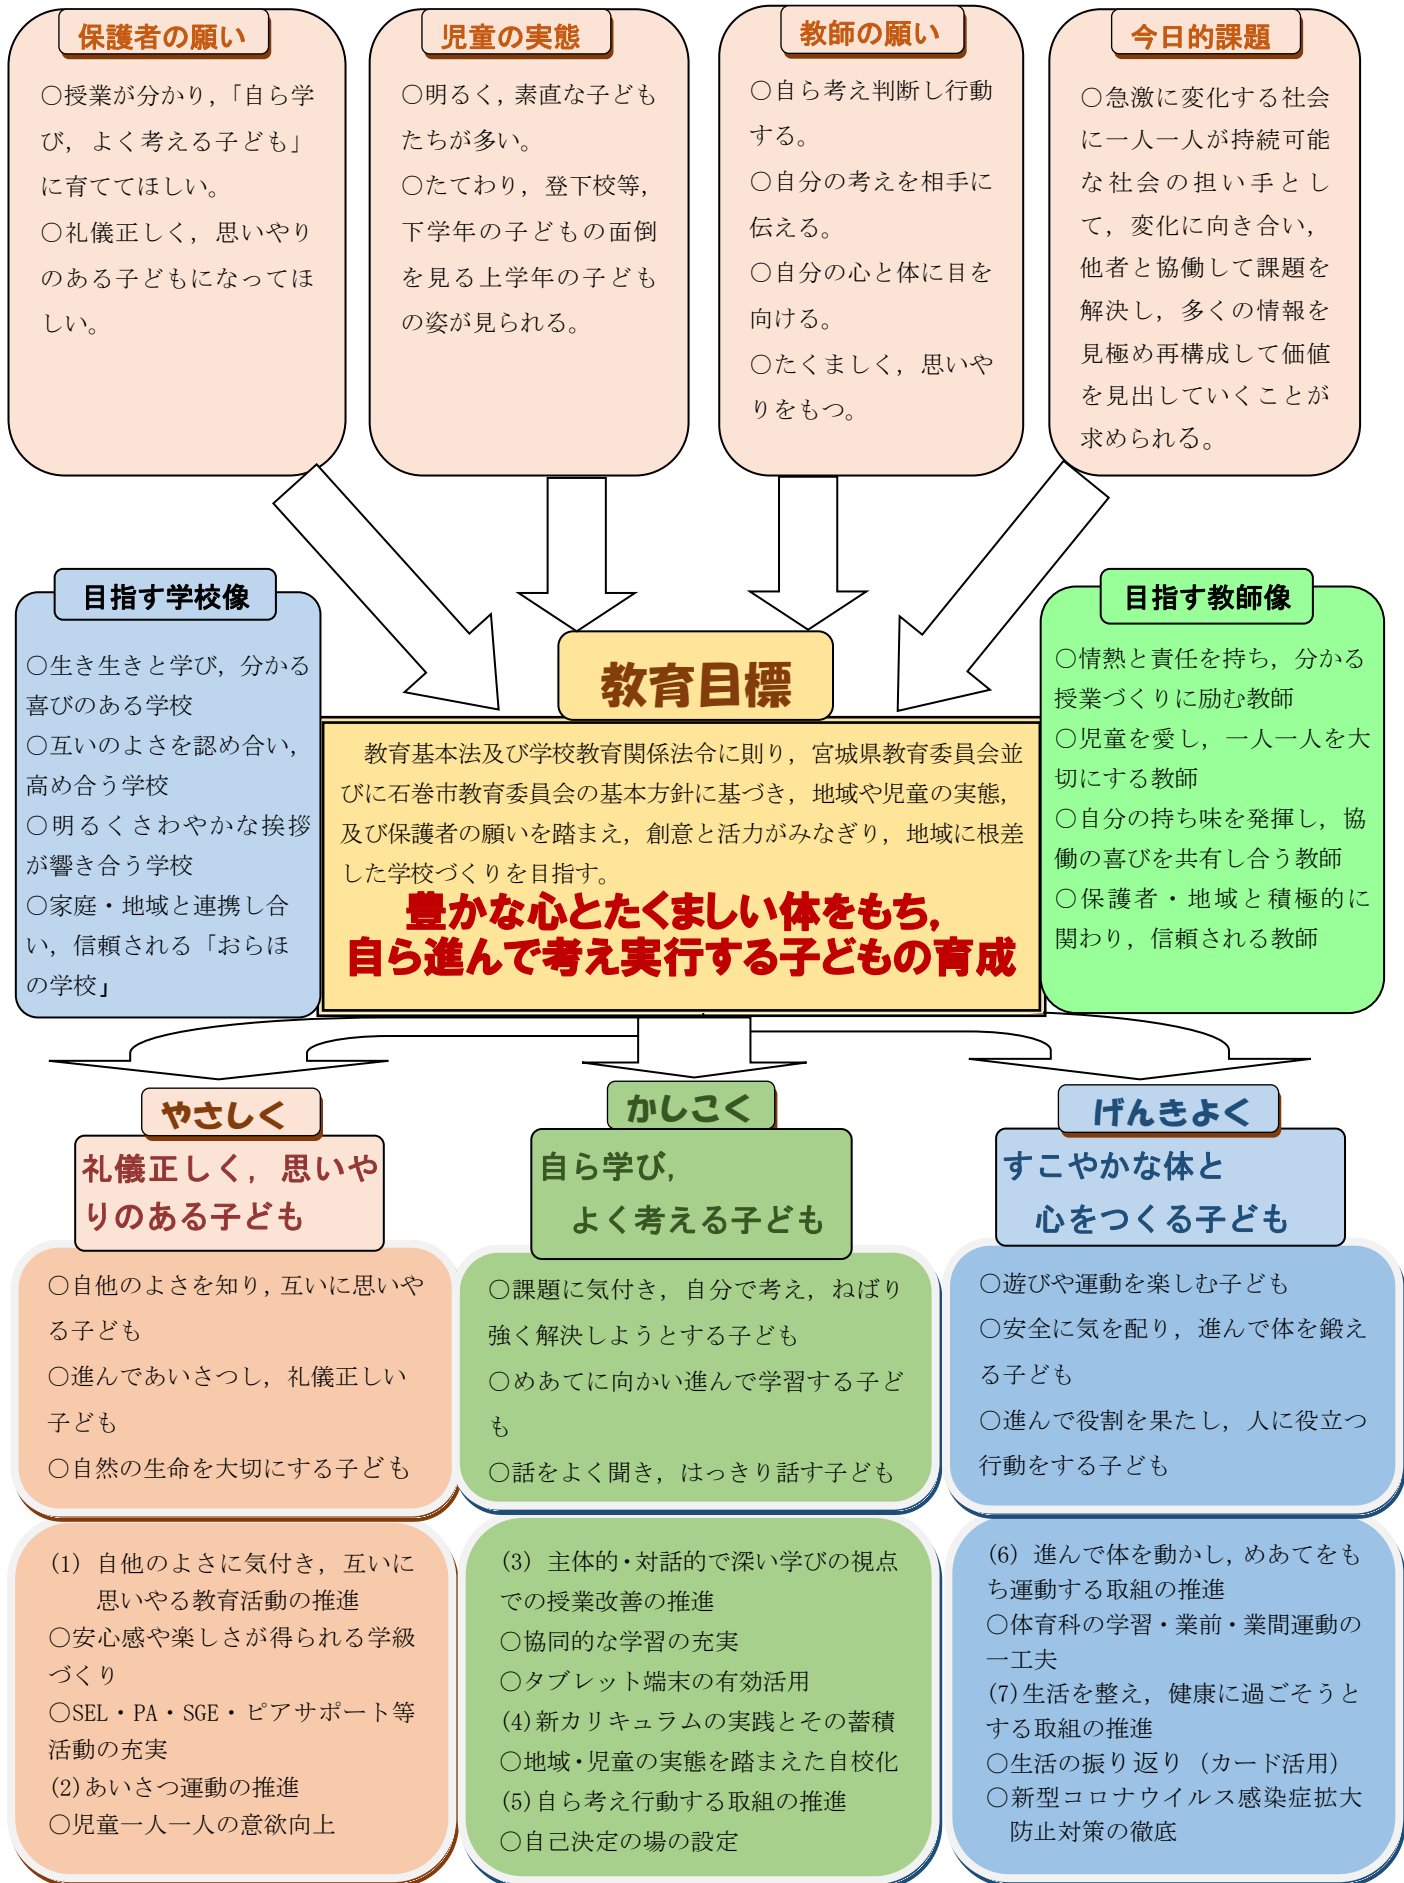 保護者の願い
○授業が分かり，「自ら学
び，よく考える子ども」
に育ててほしい。
○礼儀正しく，思いやり
のある子どもになってほ
しい。
児童の実態
○明るく，素直な子ども
たちが多い。
○たてわり，登下校等，
下学年の子どもの面倒
を見る上学年の子ども
の姿が見られる。
教師の願い
○自ら考え判断し行動
する。
○自分の考えを相手に
伝える。
○自分の心と体に目を
向ける。
○たくましく，思いや
りをもつ。
今日的課題
○急激に変化する社会
に一人一人が持続可能
な社会の担い手とし
て，変化に向き合い，
他者と協働して課題を
解決し，多くの情報を
見極め再構成して価値
を見出していくことが
求められる。
目指す学校像
○生き生きと学び，分かる
喜びのある学校
○互いのよさを認め合い，
高め合う学校
○明るくさわやかな挨拶
が響き合う学校
○家庭・地域と連携し合
い，信頼される「おらほ
の学校」
教育目標
教育基本法及び学校教育関係法令に則り，宮城県教育委員会並
びに石巻市教育委員会の基本方針に基づき，地域や児童の実態，
及び保護者の願いを踏まえ，創意と活力がみなぎり，地域に根差
した学校づくりを目指す。
豊かな心とたくましい体をもち，
自ら進んで考え実行する子どもの育成
目指す教師像
○情熱と責任を持ち，分かる
授業づくりに励む教師
○児童を愛し，一人一人を大
切にする教師
○自分の持ち味を発揮し，協
働の喜びを共有し合う教師
○保護者・地域と積極的に
関わり，信頼される教師
やさしく
礼儀正しく，思いや
りのある子ども
○自他のよさを知り，互いに思いや
る子ども
○進んであいさつし，礼儀正しい
子ども
○自然の生命を大切にする子ども
(1) 自他のよさに気付き，互いに
思いやる教育活動の推進
○安心感や楽しさが得られる学級
づくり
○SEL・PA・SGE・ピアサポート等
活動の充実
(2)あいさつ運動の推進
○児童一人一人の意欲向上
かしこく
自ら学び，
よく考える子ども
○課題に気付き，自分で考え，ねばり
強く解決しようとする子ども
○めあてに向かい進んで学習する子ど
も
○話をよく聞き，はっきり話す子ども
(3) 主体的・対話的で深い学びの視点
での授業改善の推進
○協同的な学習の充実
○タブレット端末の有効活用
(4)新カリキュラムの実践とその蓄積
○地域・児童の実態を踏まえた自校化
(5)自ら考え行動する取組の推進
○自己決定の場の設定
げんきよく
すこやかな体と
心をつくる子ども
○遊びや運動を楽しむ子ども
○安全に気を配り，進んで体を鍛え
る子ども
○進んで役割を果たし，人に役立つ
行動をする子ども
(6) 進んで体を動かし，めあてをも
ち運動する取組の推進
○体育科の学習・業前・業間運動の
一工夫
(7)生活を整え，健康に過ごそうと
する取組の推進
○生活の振り返り（カード活用）
○新型コロナウイルス感染症拡大
防止対策の徹底